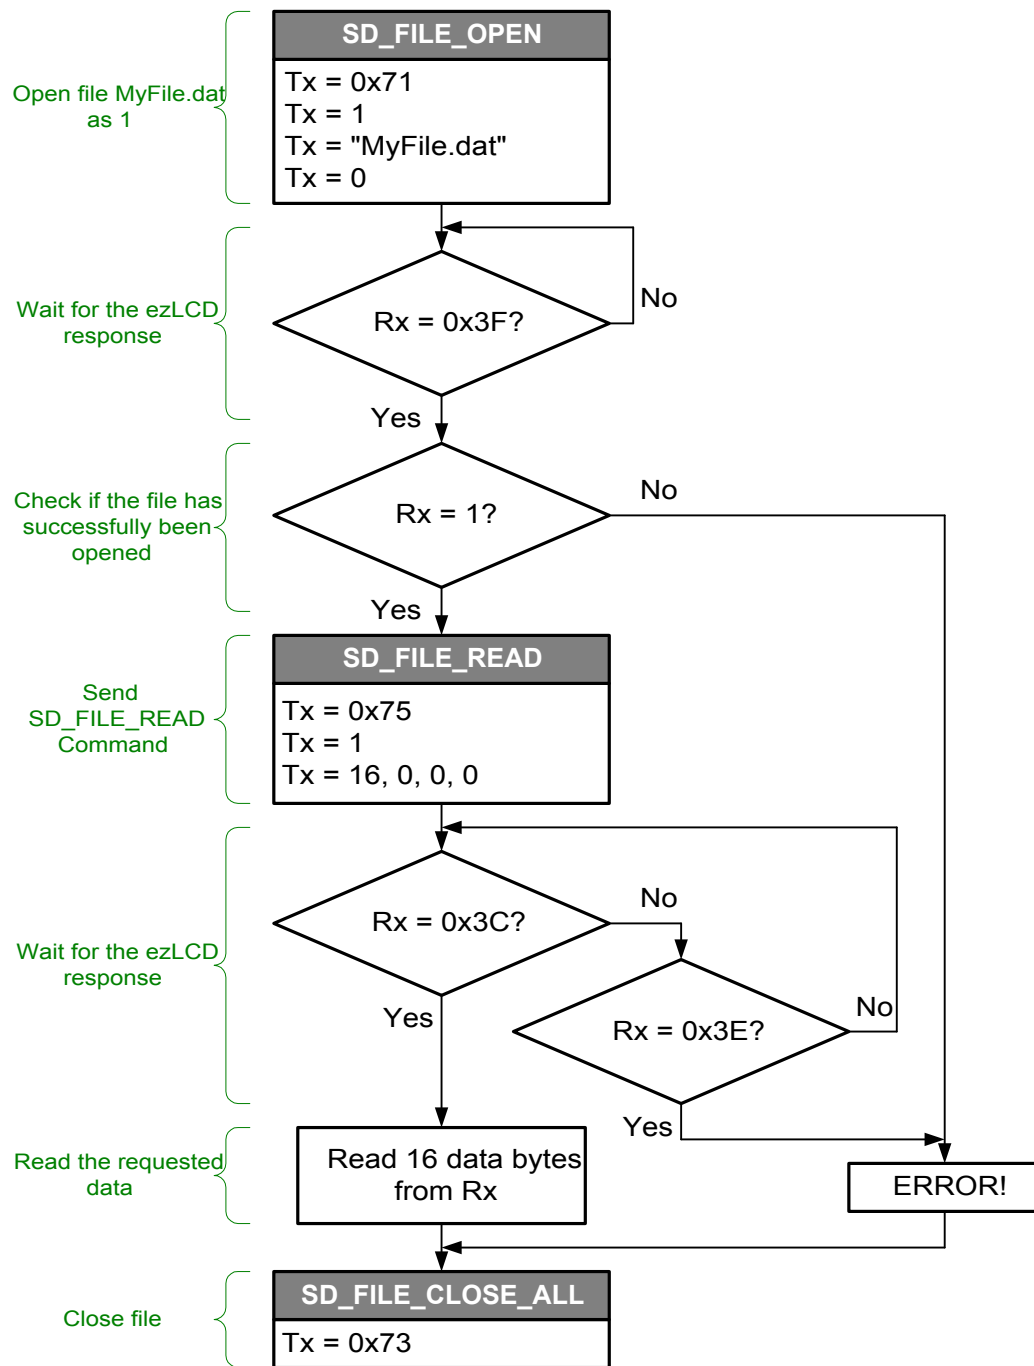 SD_FILE_OPEN
Open file MyFile.dat
as 1
Tx = 0x71
Tx = 1
Tx = "MyFile.dat"
Tx = 0
Wait for the ezLCD
response
Rx = 0x3F?
No
Yes
Check if the file has
successfully been
opened
Rx = 1?
No
Yes
SD_FILE_READ
Send
SD_FILE_READ
Command
Tx = 0x75
Tx = 1
Tx = 16, 0, 0, 0
Wait for the ezLCD
response
Rx = 0x3C?
No
Yes
Rx = 0x3E?
No
Yes
Read the requested
data
Read 16 data bytes
from Rx
ERROR!
SD_FILE_CLOSE_ALL
Close file
Tx = 0x73